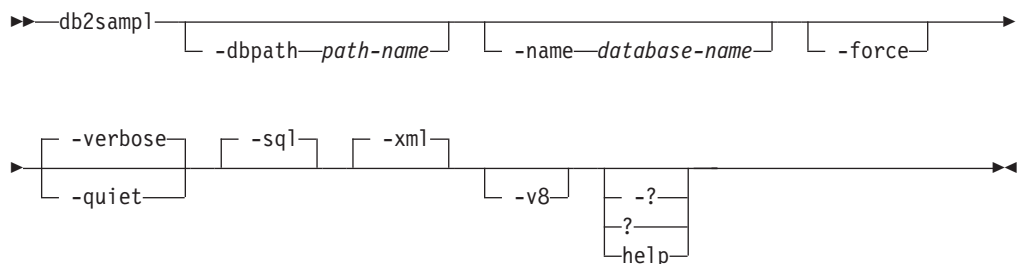 db2sampl
-dbpath path-name -name database-name -force
-verbose -sql -xml
-quiet -v8 -?
?
help